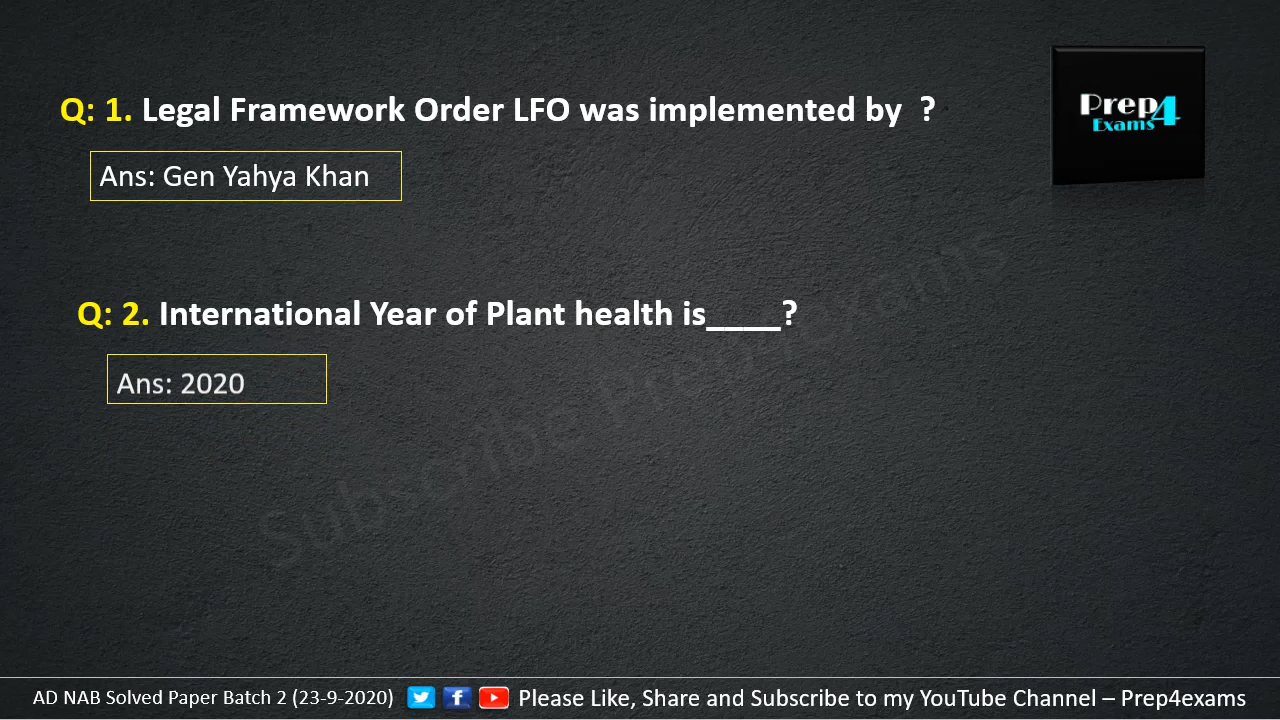 Prep4
Exams
Q: 1. Legal Framework Order LFO was implemented by ?
Ans: Gen Yahya Khan
Q: 2. International Year of Plant health is____?
Ans: 2020
Subscribe Prep4exams
AD NAB Solved Paper Batch 2 (23-9-2020) Please Like, Share and Subscribe to my YouTube Channel – Prep4exams